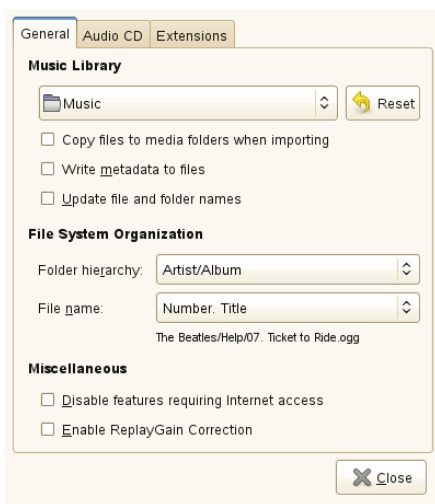 General Audio CD Extensions
Music Library
Music Reset
Copy files to media folders when importing
Write metadata to files
Update file and folder names
File System Organization
Folder hierarchy: Artist/Album
File name: Number. Title
The Beatles/Help/07. Ticket to Ride.ogg
Miscellaneous
Disable features requiring Internet access
Enable ReplayGain Correction
Close